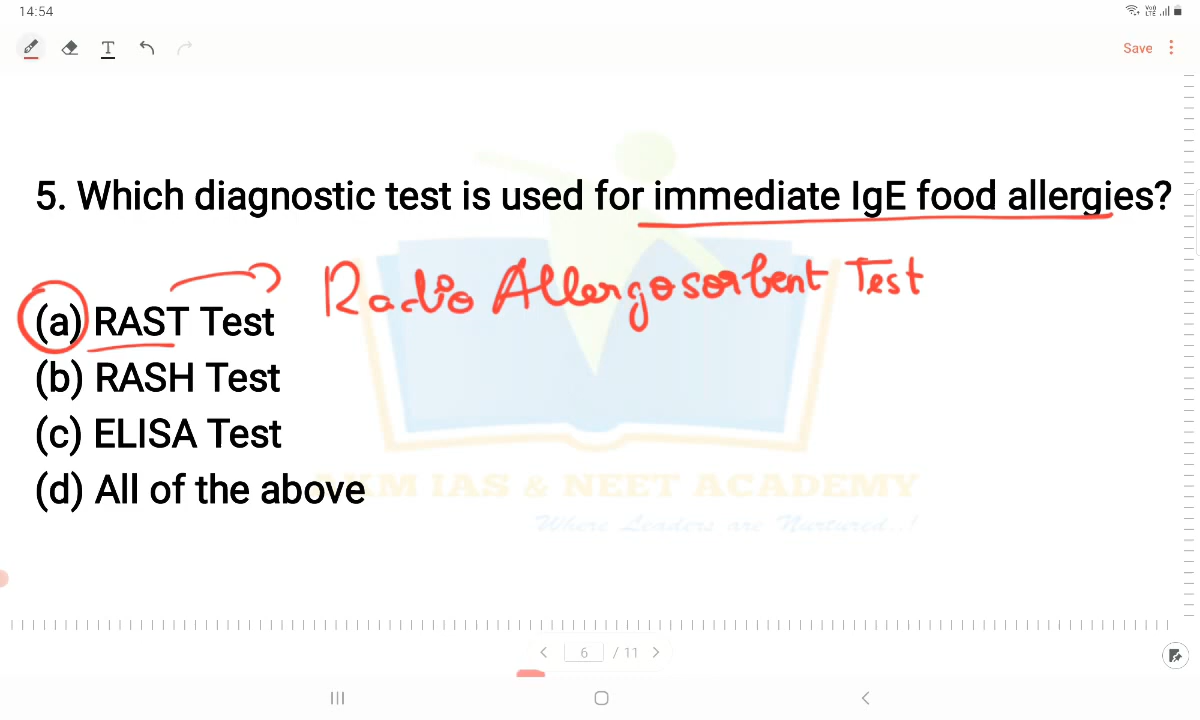 14:54
Save
5. Which diagnostic test is used for immediate IgE food allergies?
Radio Allergosorbent Test
(a) RAST Test
(b) RASH Test
(c) ELISA Test
(d) All of the above
KM IAS & NEET ACADEMY
Where Leaders are Nurtured..!
6 / 11